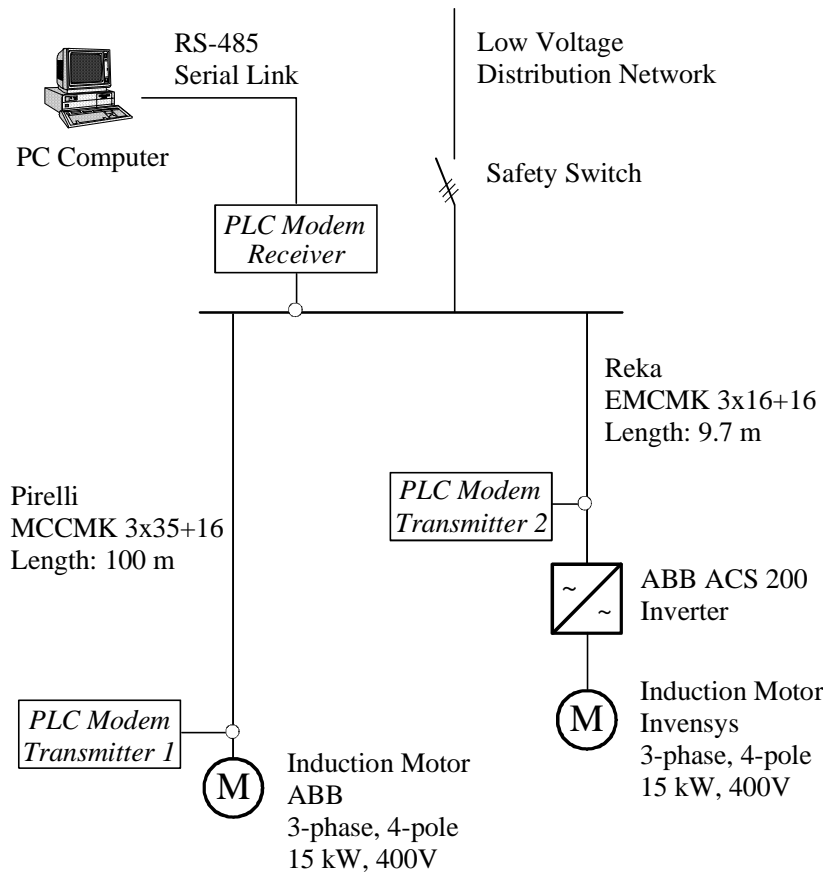 RS-485
Serial Link
Low Voltage
Distribution Network
PC Computer
Safety Switch
PLC Modem
Receiver
Reka
EMCMK 3x16+16
Length: 9.7 m
Pirelli
MCCMK 3x35+16
Length: 100 m
PLC Modem
Transmitter 2
~
~
ABB ACS 200
Inverter
M
Induction Motor
Invensys
3-phase, 4-pole
15 kW, 400V
PLC Modem
Transmitter 1
M
Induction Motor
ABB
3-phase, 4-pole
15 kW, 400V